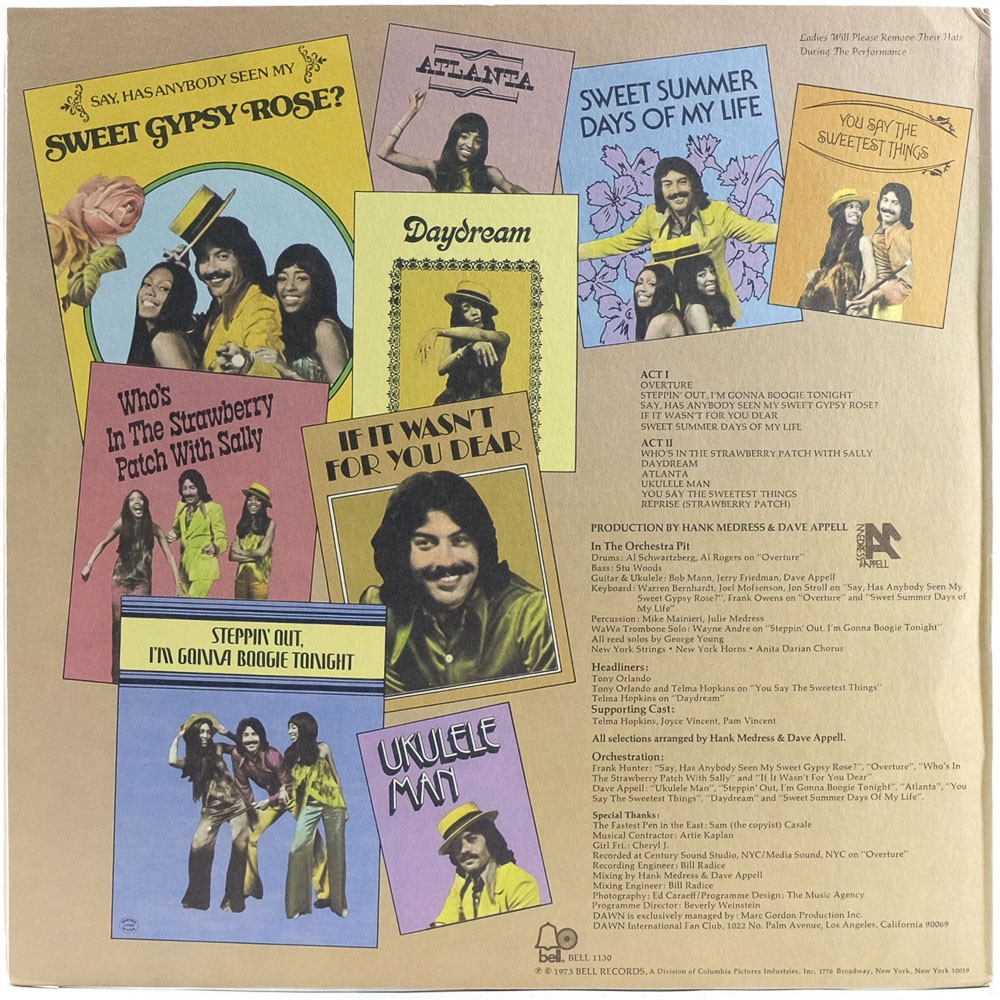 Ladies Will Please Remove Their Hats
During The Performance
SAY, HAS ANYBODY SEEN MY
SWEET GYPSY ROSE?
ATLANTA
SWEET SUMMER
DAYS OF MY LIFE
YOU SAY THE
SWEETEST THINGS
Daydream
Who's
In The Strawberry
Patch With Sally
IF IT WASN'T
FOR YOU DEAR
STEPPIN' OUT,
I'M GONNA BOOGIE TONIGHT
UKULELE
MAN
ACT I
OVERTURE
STEPPIN' OUT, I'M GONNA BOOGIE TONIGHT
SAY, HAS ANYBODY SEEN MY SWEET GYPSY ROSE?
IF IT WASN'T FOR YOU DEAR
SWEET SUMMER DAYS OF MY LIFE
ACT II
WHO'S IN THE STRAWBERRY PATCH WITH SALLY
DAYDREAM
ATLANTA
UKULELE MAN
YOU SAY THE SWEETEST THINGS
REPRISE (STRAWBERRY PATCH)
PRODUCTION BY HANK MEDRESS & DAVE APPELL
MEDRESS
APPELL
In The Orchestra Pit
Drums: Al Schwartzberg, Al Rogers on "Overture"
Bass: Stu Woods
Guitar & Ukulele: Bob Mann, Jerry Friedman, Dave Appell
Keyboard: Warren Bernhardt, Joel Mofsenson, Jon Stroll on "Say, Has Anybody Seen My
Sweet Gypsy Rose?", Frank Owens on "Overture" and "Sweet Summer Days of
My Life"
Percussion: Mike Mainieri, Julie Medress
WaWa Trombone Solo: Wayne Andre on "Steppin' Out, I'm Gonna Boogie Tonight"
All reed solos by George Young
New York Strings • New York Horns • Anita Darian Chorus
Headliners:
Tony Orlando
Tony Orlando and Telma Hopkins on "You Say The Sweetest Things"
Telma Hopkins on "Daydream"
Supporting Cast:
Telma Hopkins, Joyce Vincent, Pam Vincent
All selections arranged by Hank Medress & Dave Appell.
Orchestration:
Frank Hunter: "Say, Has Anybody Seen My Sweet Gypsy Rose?", "Overture", "Who's In
The Strawberry Patch With Sally" and "If It Wasn't For You Dear"
Dave Appell: "Ukulele Man", "Steppin' Out, I'm Gonna Boogie Tonight", "Atlanta", "You
Say The Sweetest Things", "Daydream" and "Sweet Summer Days Of My Life".
Special Thanks:
The Fastest Pen in the East: Sam (the copyist) Casale
Musical Contractor: Artie Kaplan
Girl Fri.: Cheryl J.
Recorded at Century Sound Studio, NYC/Media Sound, NYC on "Overture"
Recording Engineer: Bill Radice
Mixing by Hank Medress & Dave Appell
Mixing Engineer: Bill Radice
Photography: Ed Caraeff/Programme Design: The Music Agency
Programme Director: Beverly Weinstein
DAWN is exclusively managed by: Marc Gordon Production Inc.
DAWN International Fan Club, 1022 No. Palm Avenue, Los Angeles, California 90069
bell. BELL 1130
℗ © 1973 BELL RECORDS, A Division of Columbia Pictures Industries, Inc. 1776 Broadway, New York, New York 10019